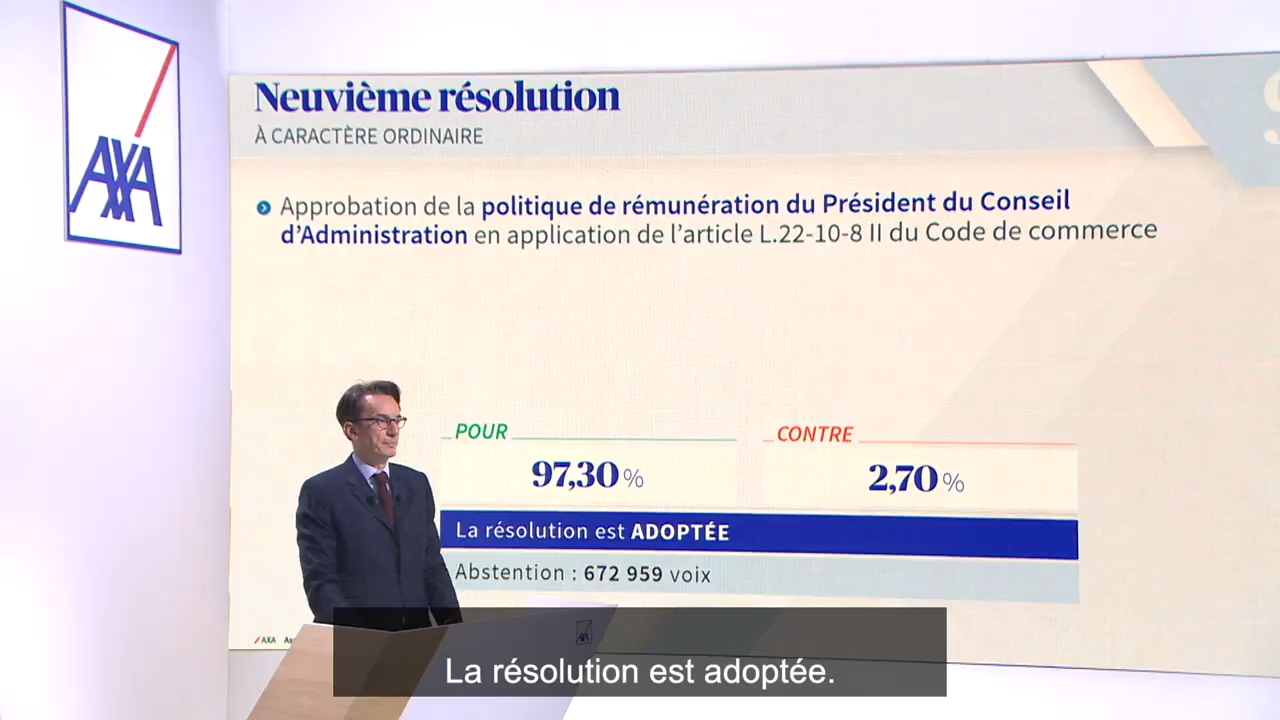 AXA
Neuvième résolution
À CARACTÈRE ORDINAIRE
Approbation de la politique de rémunération du Président du Conseil
d'Administration en application de l'article L.22-10-8 II du Code de commerce
POUR
CONTRE
97,30 %
2,70 %
La résolution est ADOPTÉE
Abstention : 672 959 voix
AXA
La résolution est adoptée.